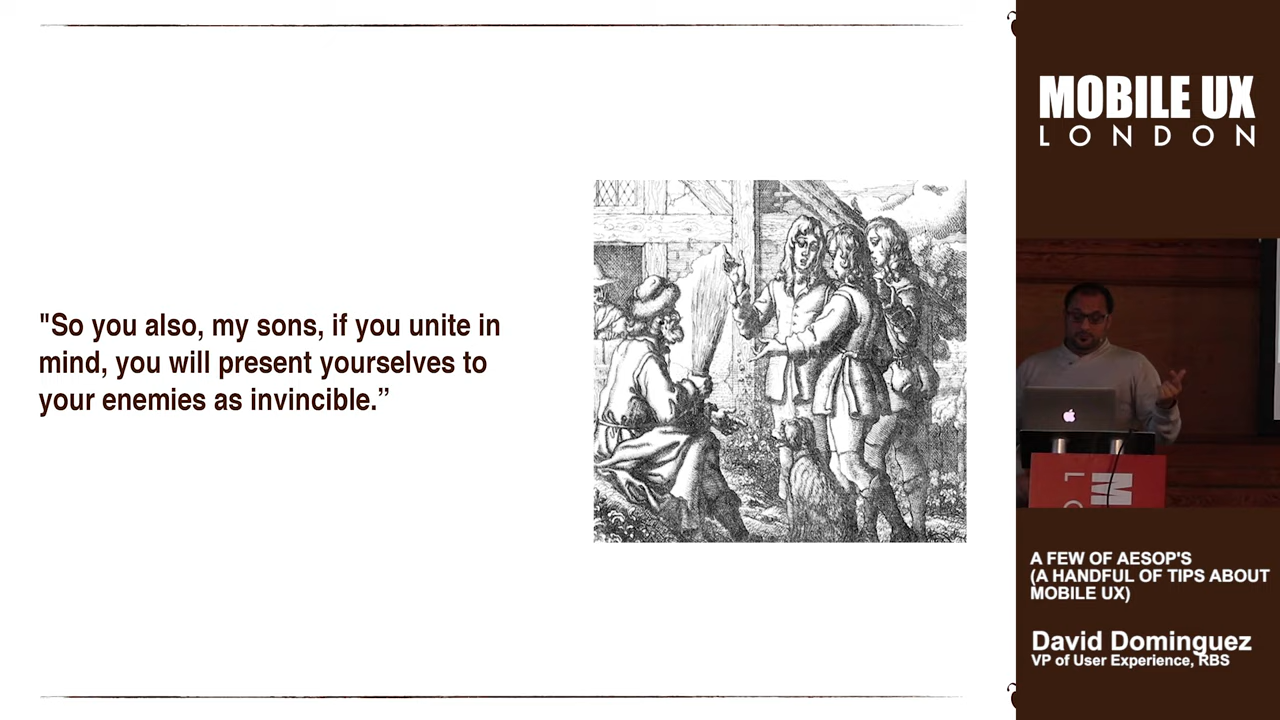 "So you also, my sons, if you unite in
mind, you will present yourselves to
your enemies as invincible.”
MOBILE UX
LONDON
M
L O
A FEW OF AESOP'S
(A HANDFUL OF TIPS ABOUT
MOBILE UX)
David Dominguez
VP of User Experience, RBS